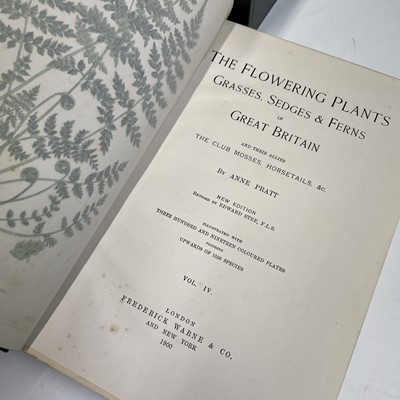 THE FLOWERING PLANTS
GRASSES, SEDGES & FERNS
OF
GREAT BRITAIN
AND THEIR ALLIES
THE CLUB MOSSES, HORSETAILS, &c.
BY ANNE PRATT
NEW EDITION
REVISED BY EDWARD STEP, F.L.S.
ILLUSTRATED WITH
THREE HUNDRED AND NINETEEN COLOURED PLATES
FIGURING
UPWARDS OF 1500 SPECIES
VOL. IV.
LONDON
FREDERICK WARNE & CO.
AND NEW YORK
1900